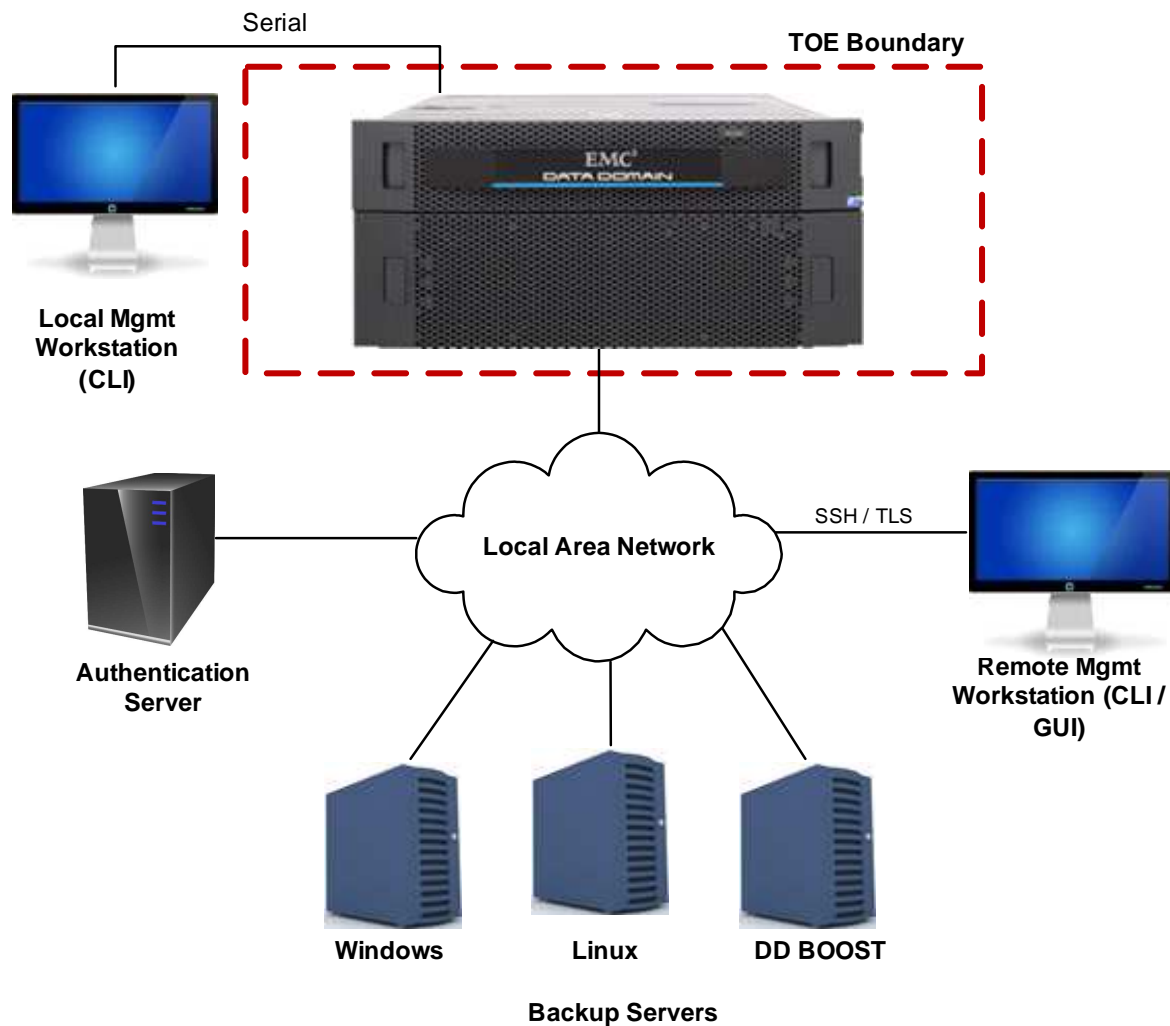 Serial
TOE Boundary
EMC²
DATA DOMAIN
Local Mgmt
Workstation
(CLI)
Local Area Network
SSH / TLS
Authentication
Server
Remote Mgmt
Workstation (CLI /
GUI)
Windows
Linux
DD BOOST
Backup Servers